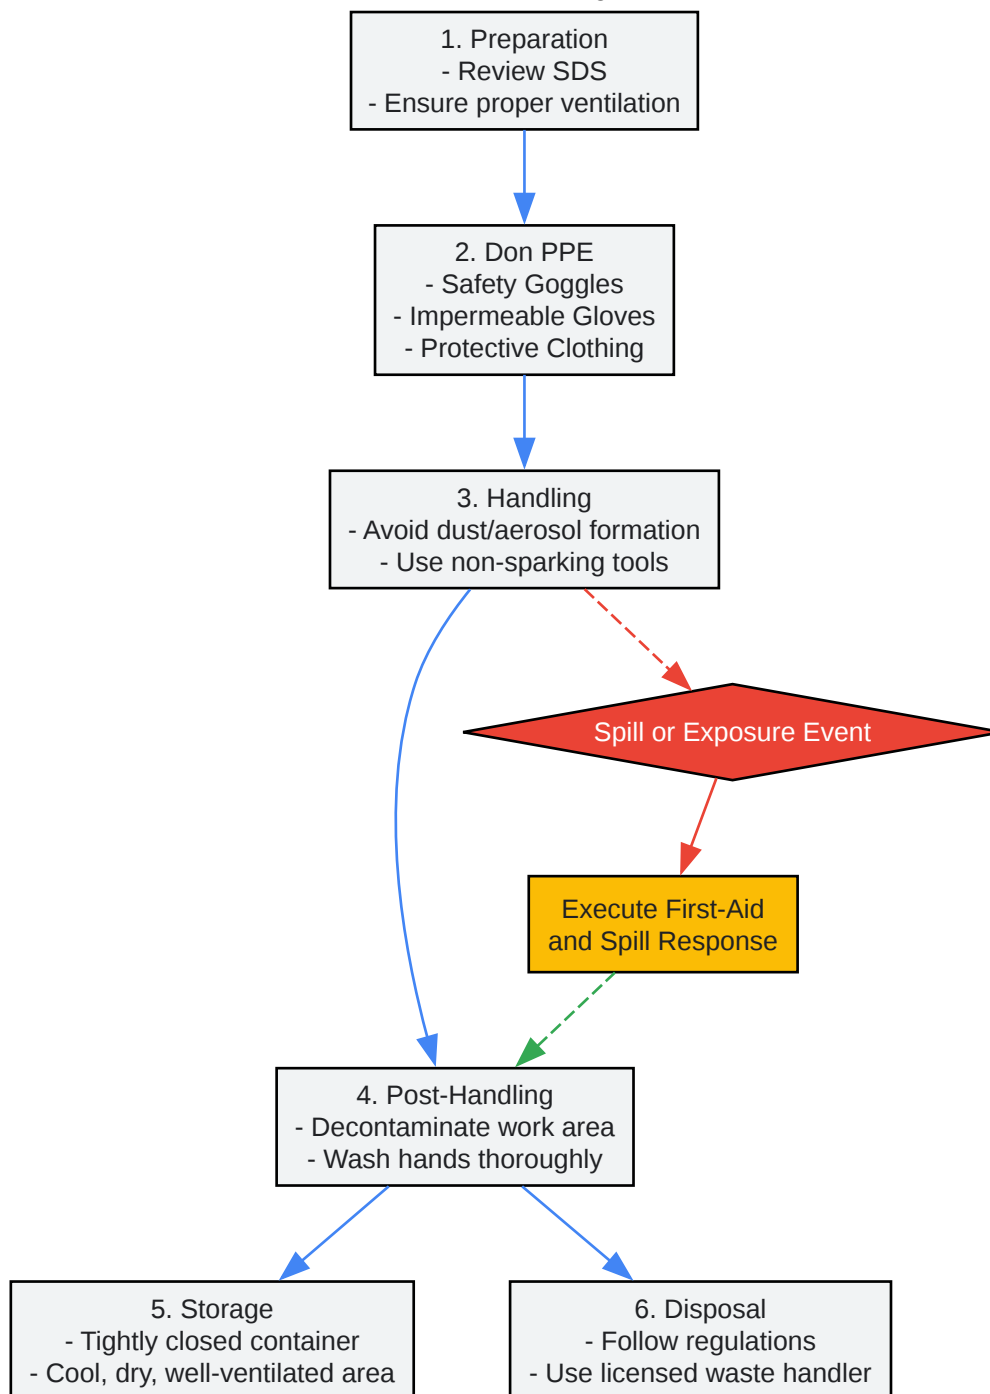 1. Preparation
- Review SDS
- Ensure proper ventilation
2. Don PPE
- Safety Goggles
- Impermeable Gloves
- Protective Clothing
3. Handling
- Avoid dust/aerosol formation
- Use non-sparking tools
Spill or Exposure Event
Execute First-Aid
and Spill Response
4. Post-Handling
- Decontaminate work area
- Wash hands thoroughly
5. Storage
- Tightly closed container
- Cool, dry, well-ventilated area
6. Disposal
- Follow regulations
- Use licensed waste handler